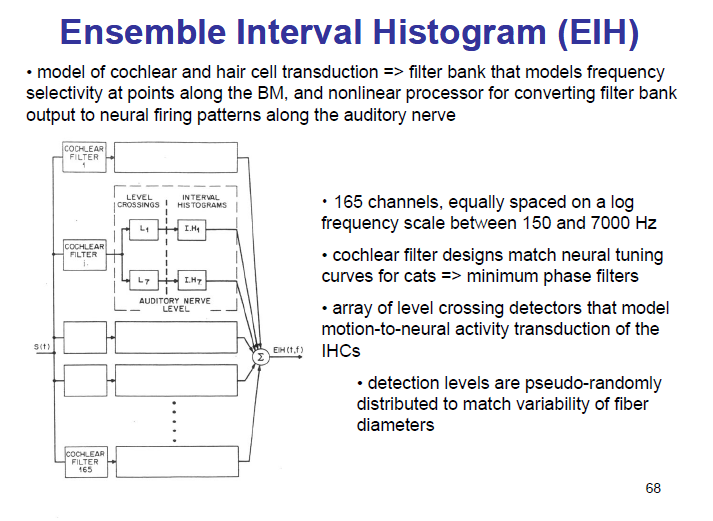 Ensemble Interval Histogram (EIH)
• model of cochlear and hair cell transduction => filter bank that models frequency
selectivity at points along the BM, and nonlinear processor for converting filter bank
output to neural firing patterns along the auditory nerve
COCHLEAR
FILTER
1
LEVEL
CROSSINGS
INTERVAL
HISTOGRAMS
L1
I.H1
COCHLEAR
FILTER
i.
L7
I.H7
AUDITORY NERVE
LEVEL
S(t)
Σ
EIH(t,f)
COCHLEAR
FILTER
165
• 165 channels, equally spaced on a log
frequency scale between 150 and 7000 Hz
• cochlear filter designs match neural tuning
curves for cats => minimum phase filters
• array of level crossing detectors that model
motion-to-neural activity transduction of the
IHCs
• detection levels are pseudo-randomly
distributed to match variability of fiber
diameters
68